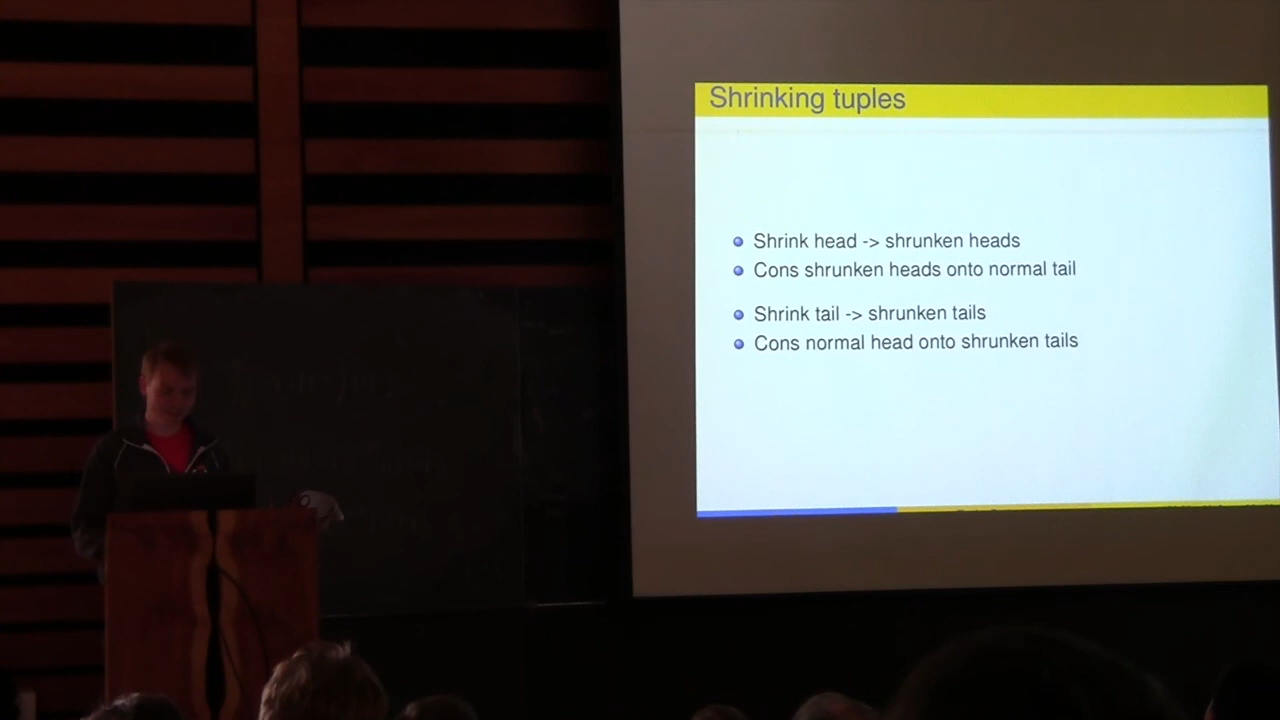 Shrinking tuples
Shrink head -> shrunken heads
Cons shrunken heads onto normal tail
Shrink tail -> shrunken tails
Cons normal head onto shrunken tails